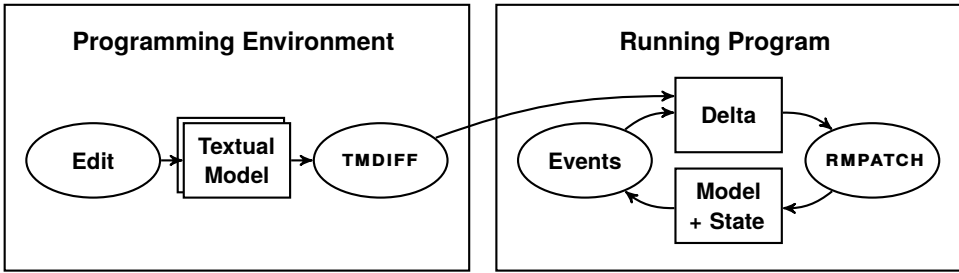 Programming Environment
Edit
Textual
Model
TMDIFF
Running Program
Delta
Events
RMPATCH
Model
+ State